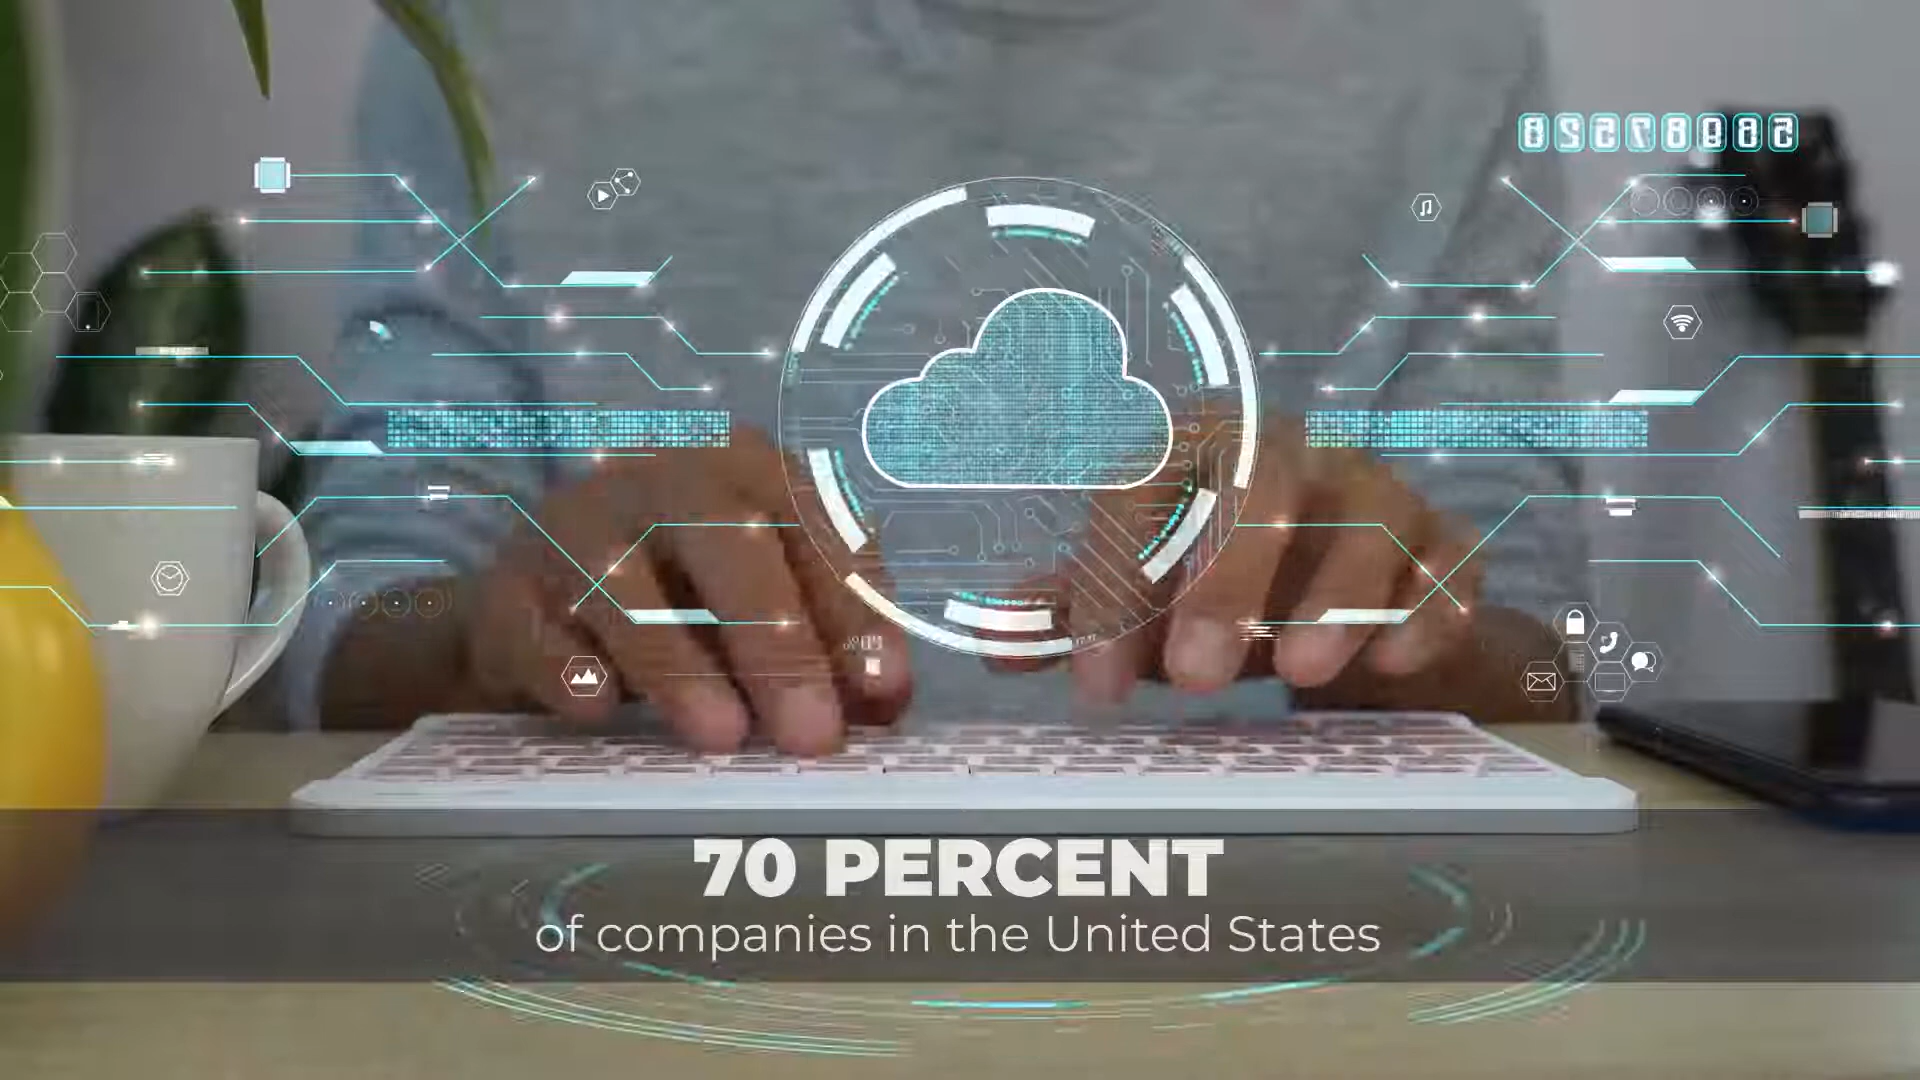 70 PERCENT
of companies in the United States